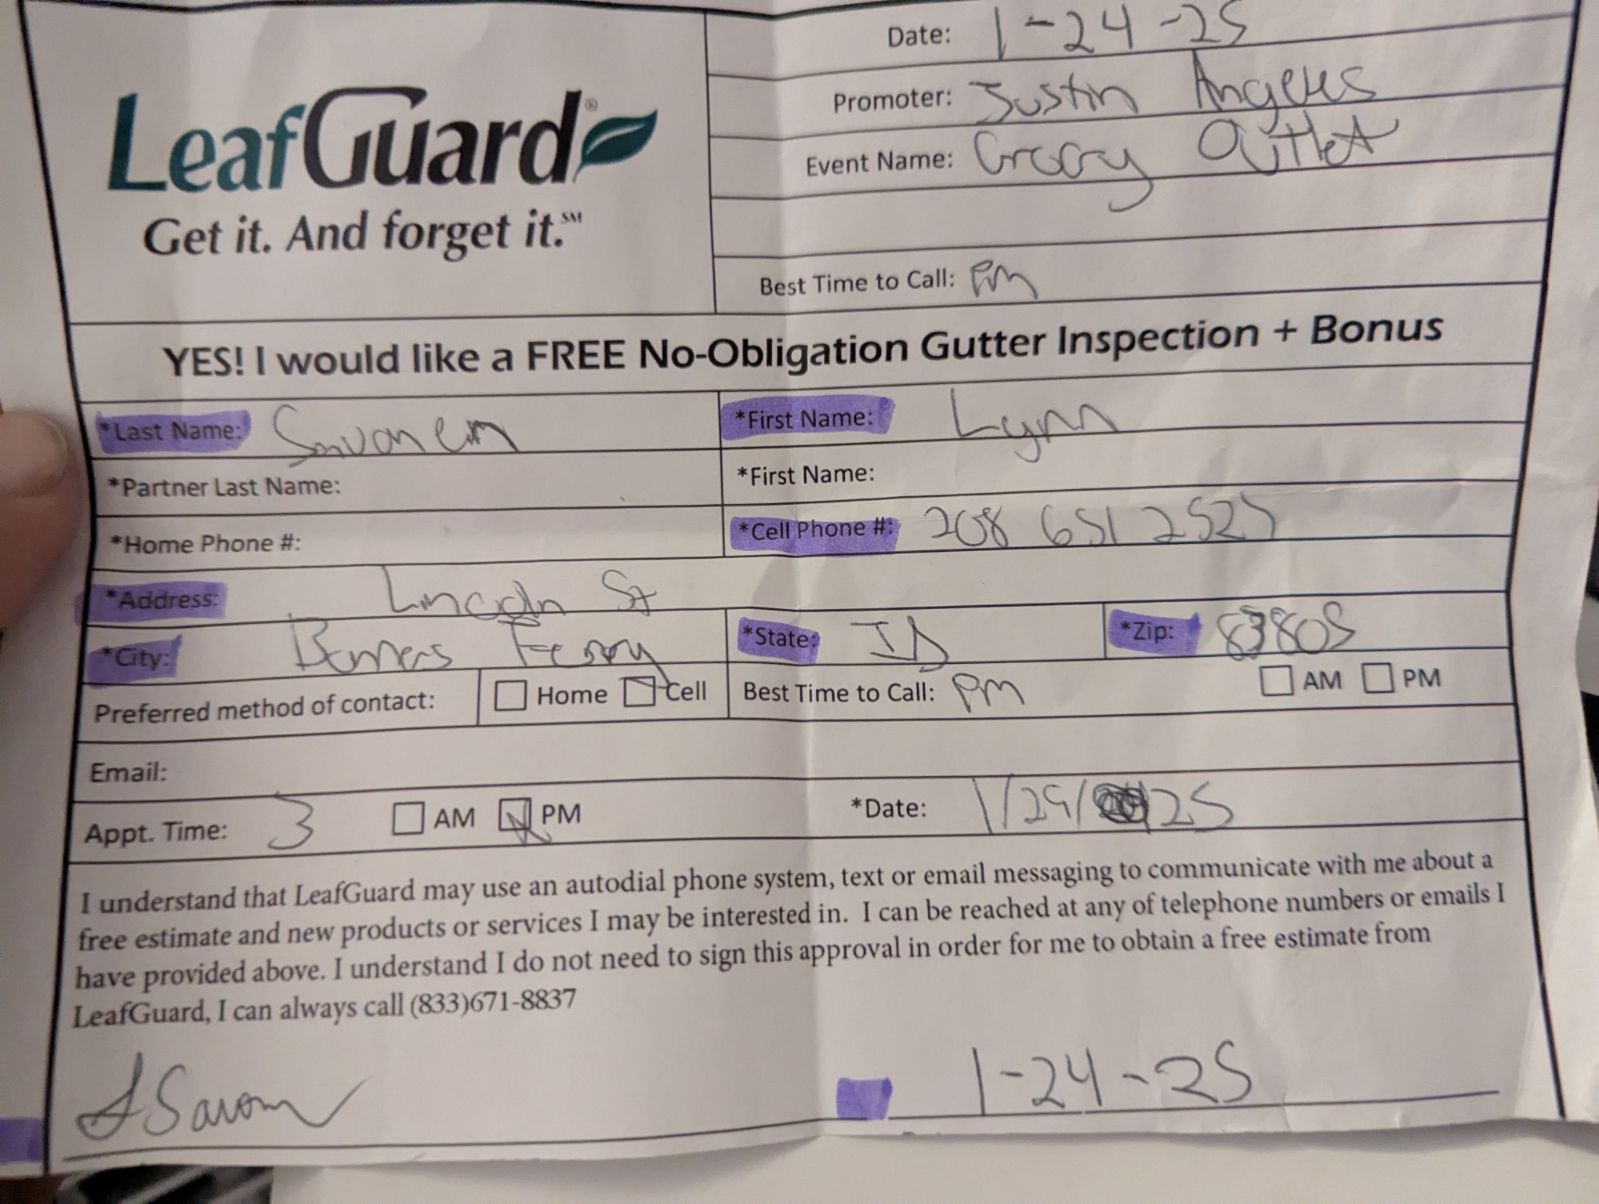 LeafGuard®
Get it. And forget it.℠
Date: 1-24-25
Promoter: Justin Angeles
Event Name: Grocry Outlet
Best Time to Call: PM
YES! I would like a FREE No-Obligation Gutter Inspection + Bonus
*Last Name: Savonen *First Name: Lynn
*Partner Last Name: *First Name:
*Home Phone #: *Cell Phone #: 208 651 2525
*Address: Lincoln St
*City: Bonners Ferry *State: ID *Zip: 83805
Preferred method of contact: Home Cell Best Time to Call: PM AM PM
Email:
Appt. Time: 3 AM PM *Date: 1/29/25
I understand that LeafGuard may use an autodial phone system, text or email messaging to communicate with me about a
free estimate and new products or services I may be interested in. I can be reached at any of telephone numbers or emails I
have provided above. I understand I do not need to sign this approval in order for me to obtain a free estimate from
LeafGuard, I can always call (833)671-8837
1-24-25